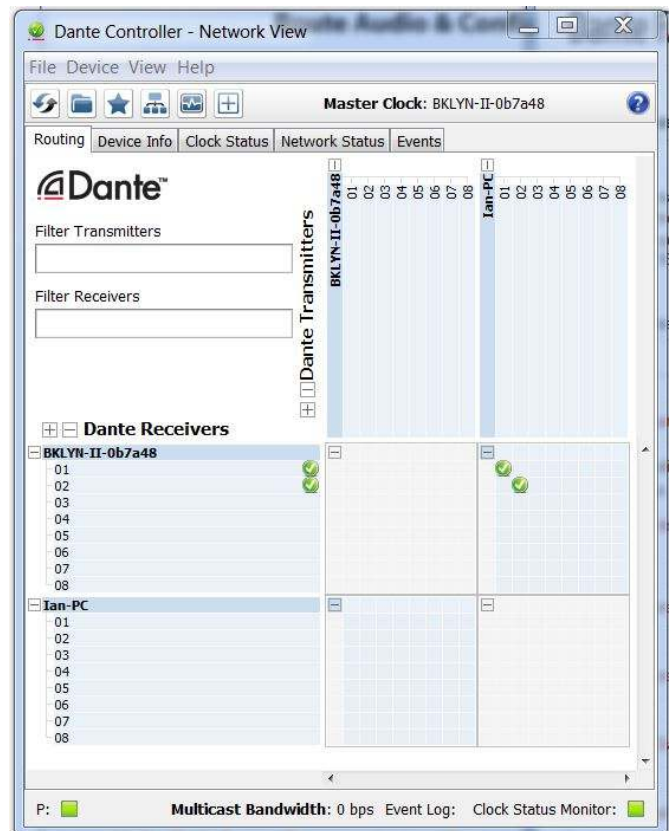 Dante Controller - Network View
File Device View Help
Master Clock: BKLYN-II-0b7a48
Routing Device Info Clock Status Network Status Events
Dante™
Filter Transmitters
Filter Receivers
Dante Transmitters
BKLYN-II-0b7a48
01 02 03 04 05 06 07 08
Ian-PC
01 02 03 04 05 06 07 08
Dante Receivers
BKLYN-II-0b7a48
01
02
03
04
05
06
07
08
Ian-PC
01
02
03
04
05
06
07
08
P: Multicast Bandwidth: 0 bps Event Log: Clock Status Monitor: